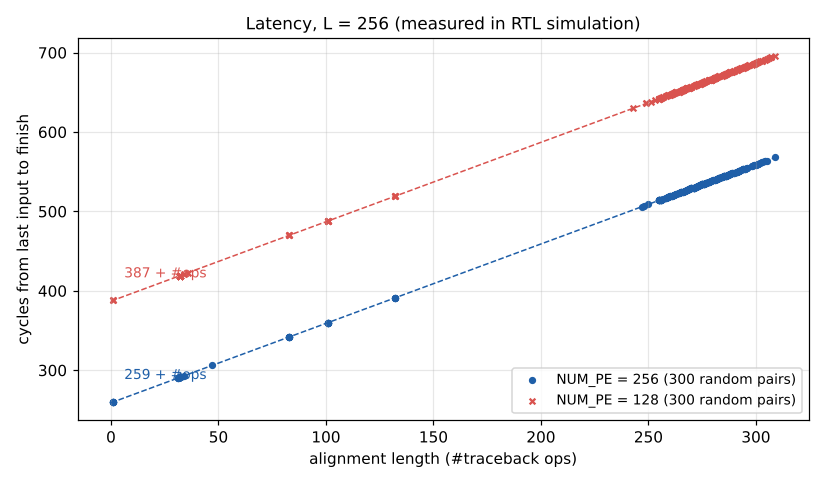 Latency, L = 256 (measured in RTL simulation)
cycles from last input to finish
700
600
500
400
300
387 + #ops
259 + #ops
NUM_PE = 256 (300 random pairs)
NUM_PE = 128 (300 random pairs)
0 50 100 150 200 250 300
alignment length (#traceback ops)